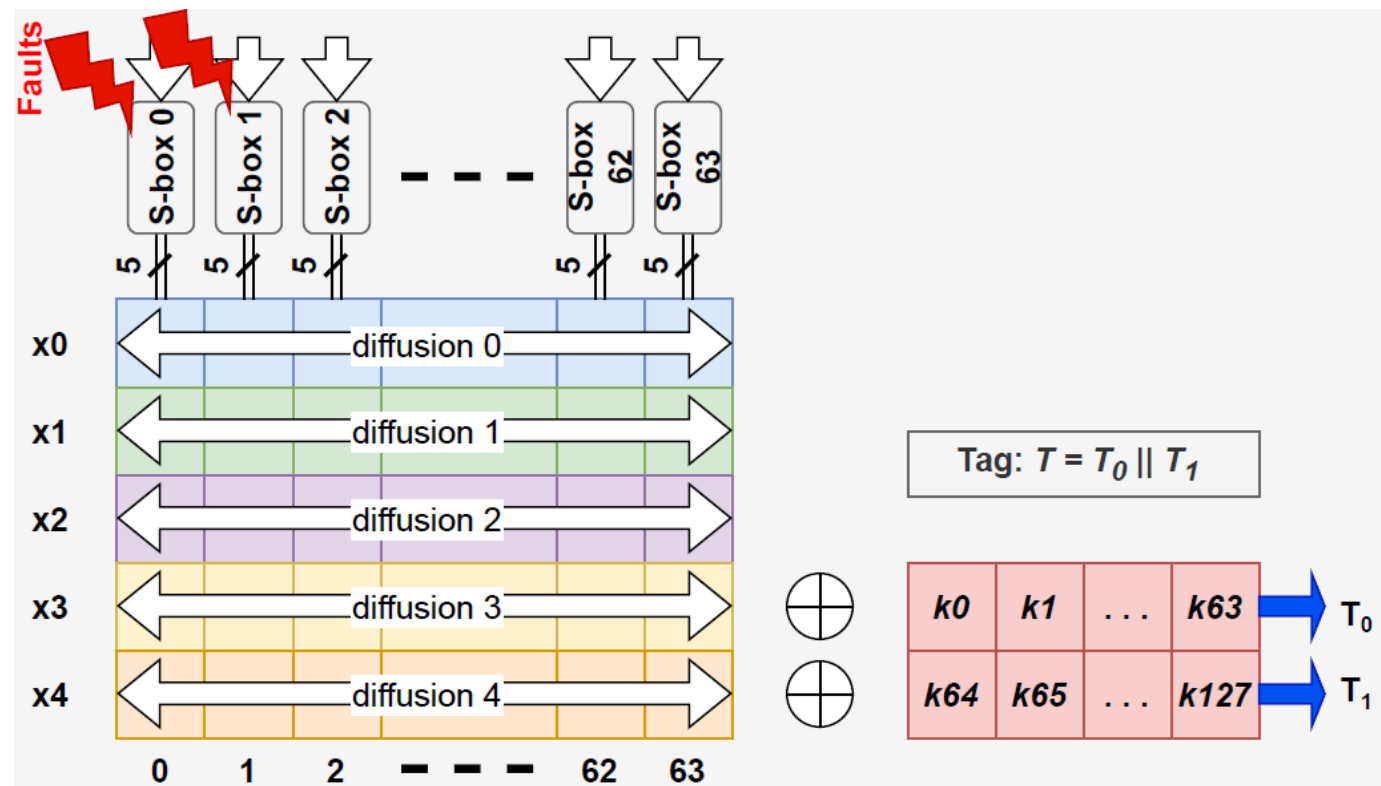 Faults
S-box 0
S-box 1
S-box 2
S-box
62
S-box
63
5
5
5
5
5
x0
diffusion 0
x1
diffusion 1
Tag: T = T0 || T1
x2
diffusion 2
x3
diffusion 3
k0
k1
. . .
k63
T0
x4
diffusion 4
k64
k65
. . .
k127
T1
0
1
2
62
63